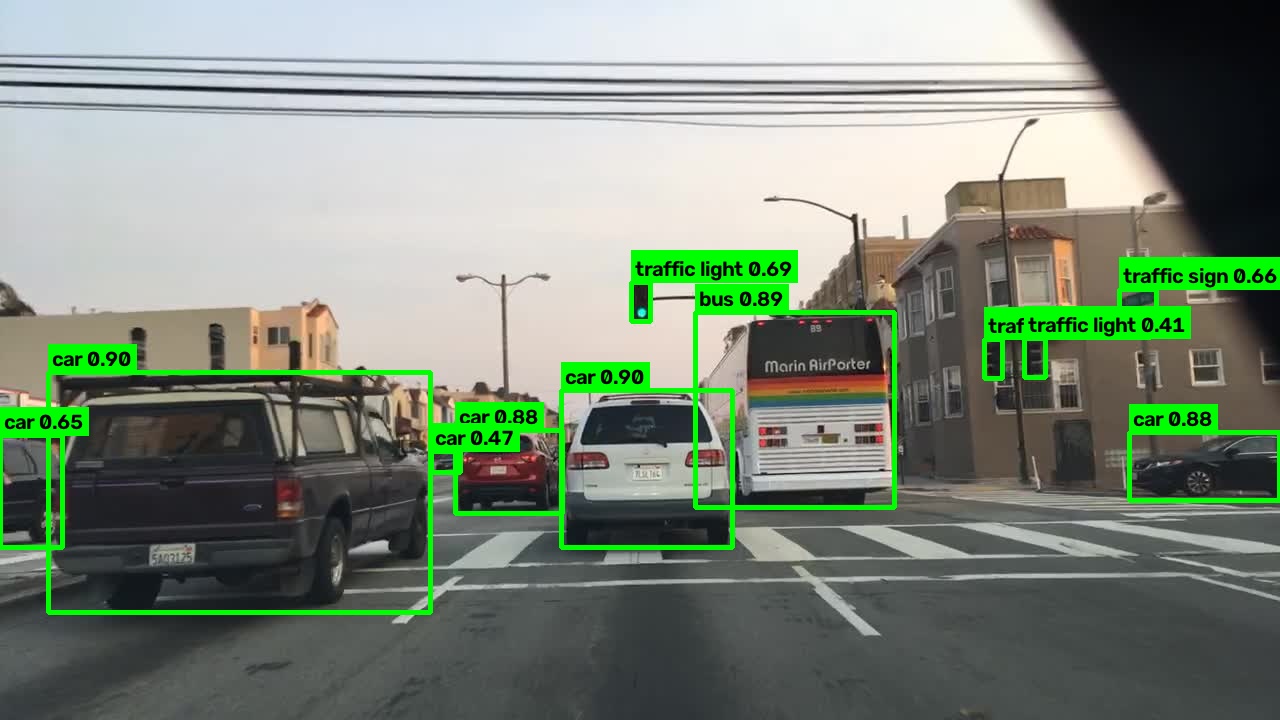 traffic light 0.69
traffic sign 0.66
bus 0.89
traf
traffic light 0.41
89
car 0.90
Marin AirPorter
car 0.90
car 0.65
car 0.88
car 0.88
car 0.47